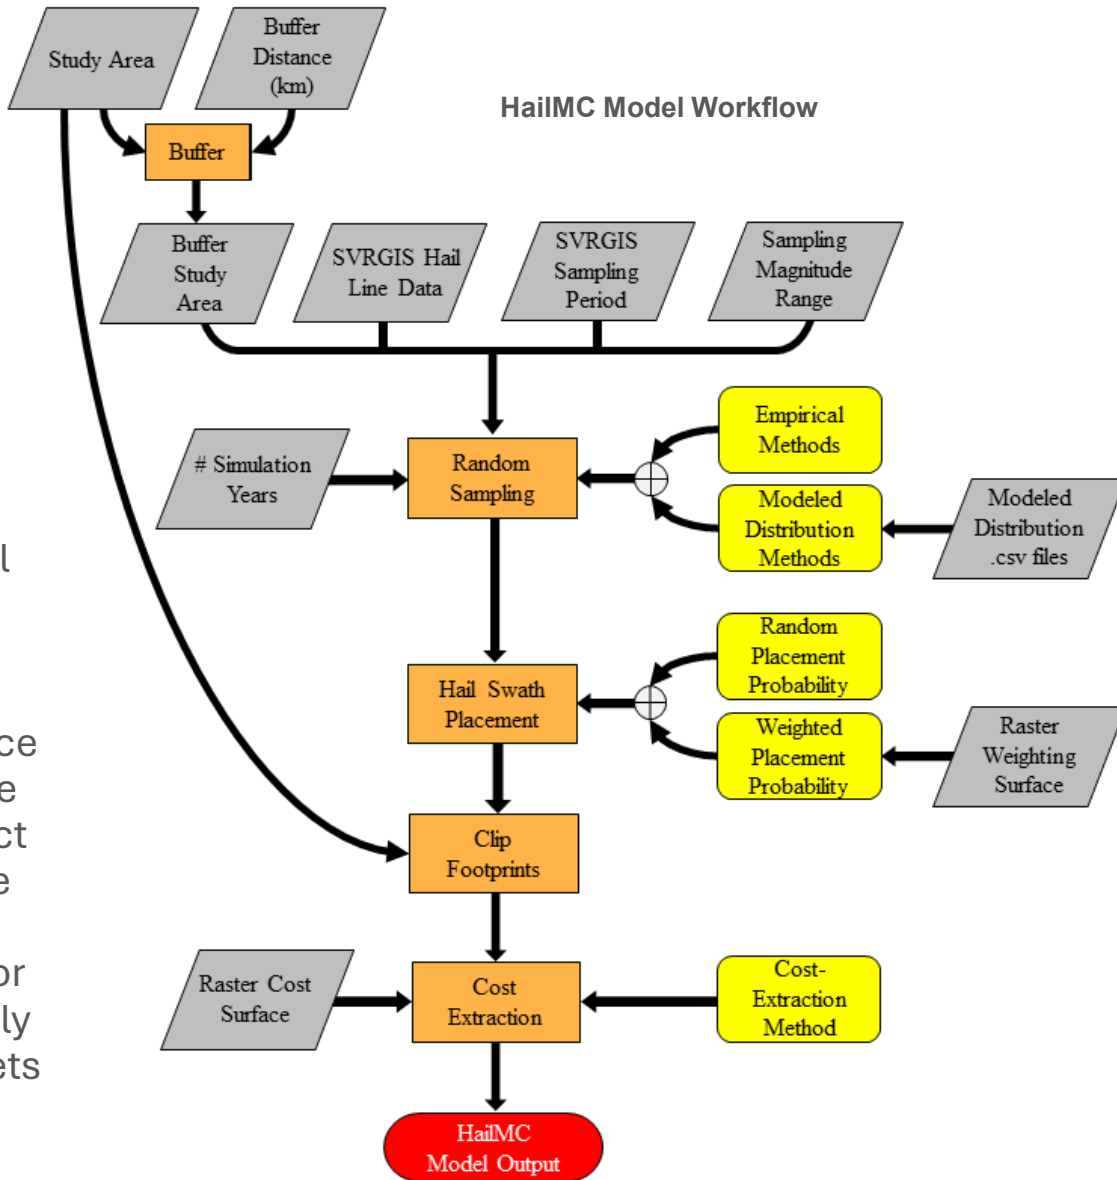 Study Area
Buffer
Distance
(km)
HailMC Model Workflow
Buffer
Buffer
Study
Area
SVRGIS Hail
Line Data
SVRGIS
Sampling
Period
Sampling
Magnitude
Range
Empirical
Methods
# Simulation
Years
Random
Sampling
Modeled
Distribution
Methods
Modeled
Distribution
.csv files
l
Random
Placement
Probability
Hail Swath
Placement
Weighted
Placement
Probability
Raster
Weighting
Surface
ce
e
ct
e
or
ly
ets
Clip
Footprints
Raster Cost
Surface
Cost
Extraction
Cost-
Extraction
Method
HailMC
Model Output